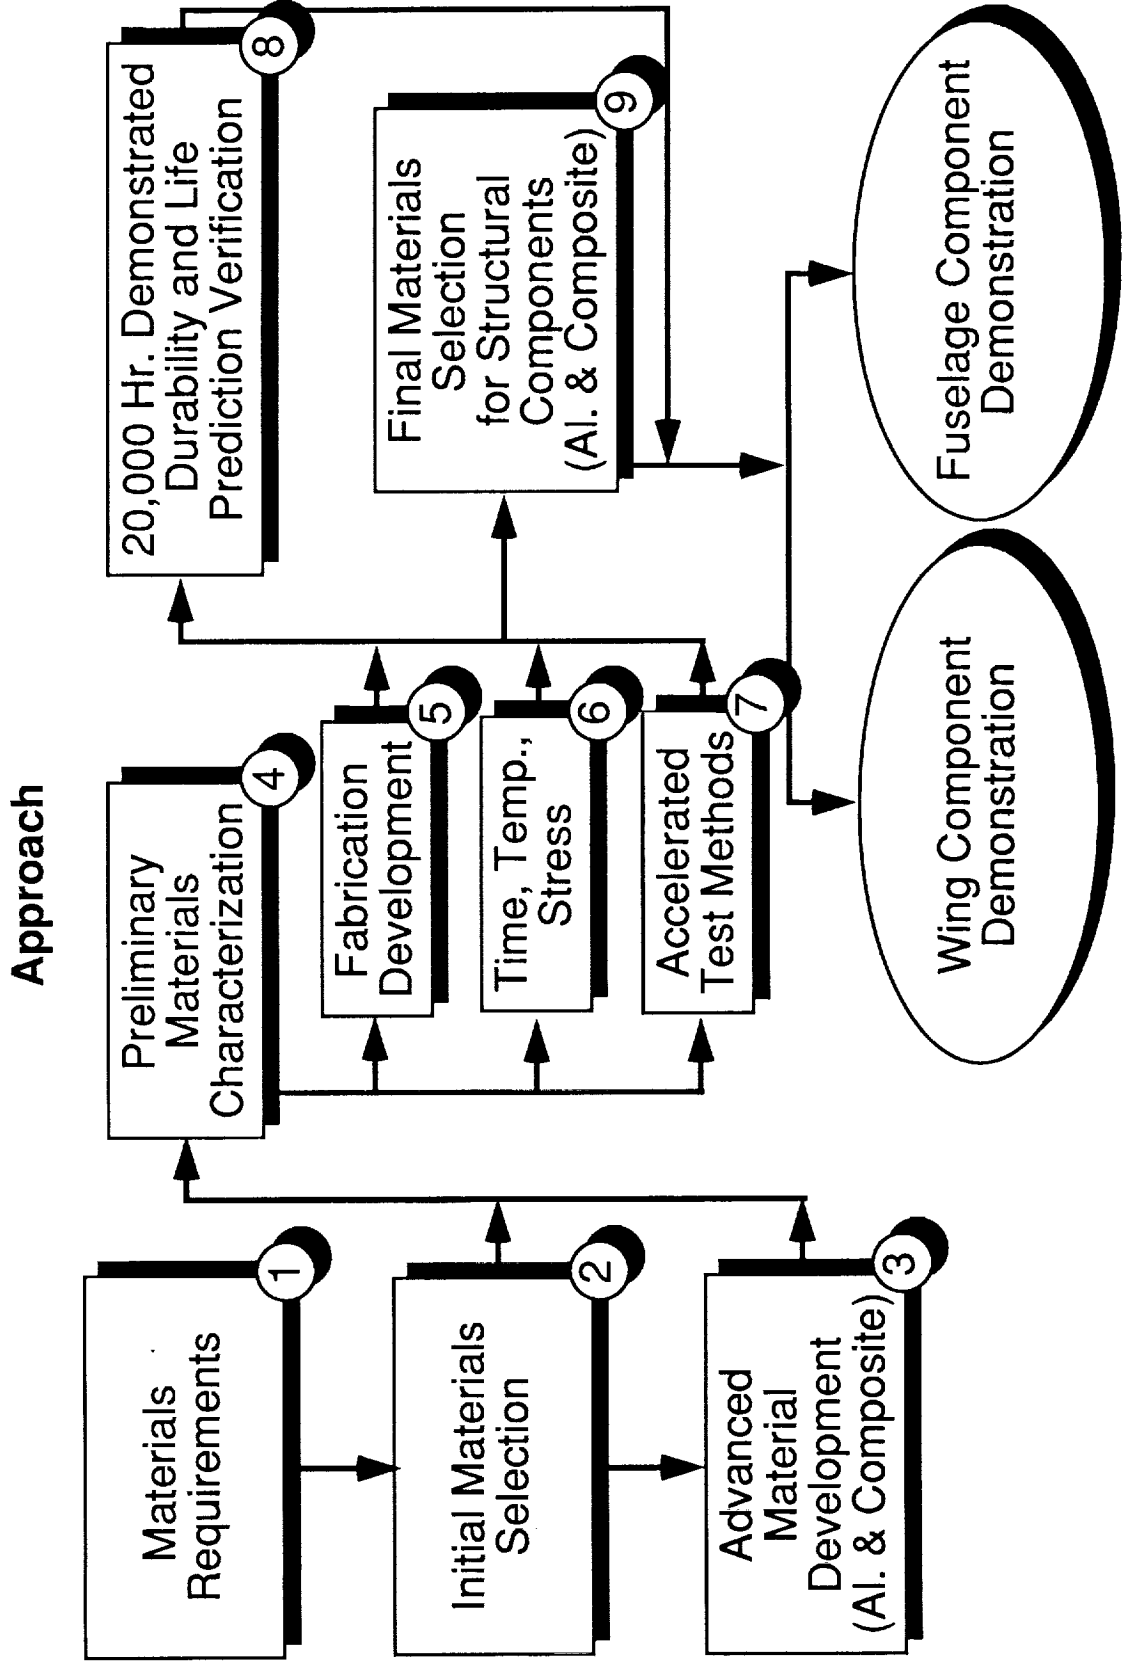 Approach
Materials
Requirements
1
Initial Materials
Selection
2
Advanced
Material
Development
(Al. & Composite)
3
Preliminary
Materials
Characterization
4
Fabrication
Development
5
Time, Temp.,
Stress
6
Accelerated
Test Methods
7
20,000 Hr. Demonstrated
Durability and Life
Prediction Verification
8
Final Materials
Selection
for Structural
Components
(Al. & Composite)
9
Wing Component
Demonstration
Fuselage Component
Demonstration